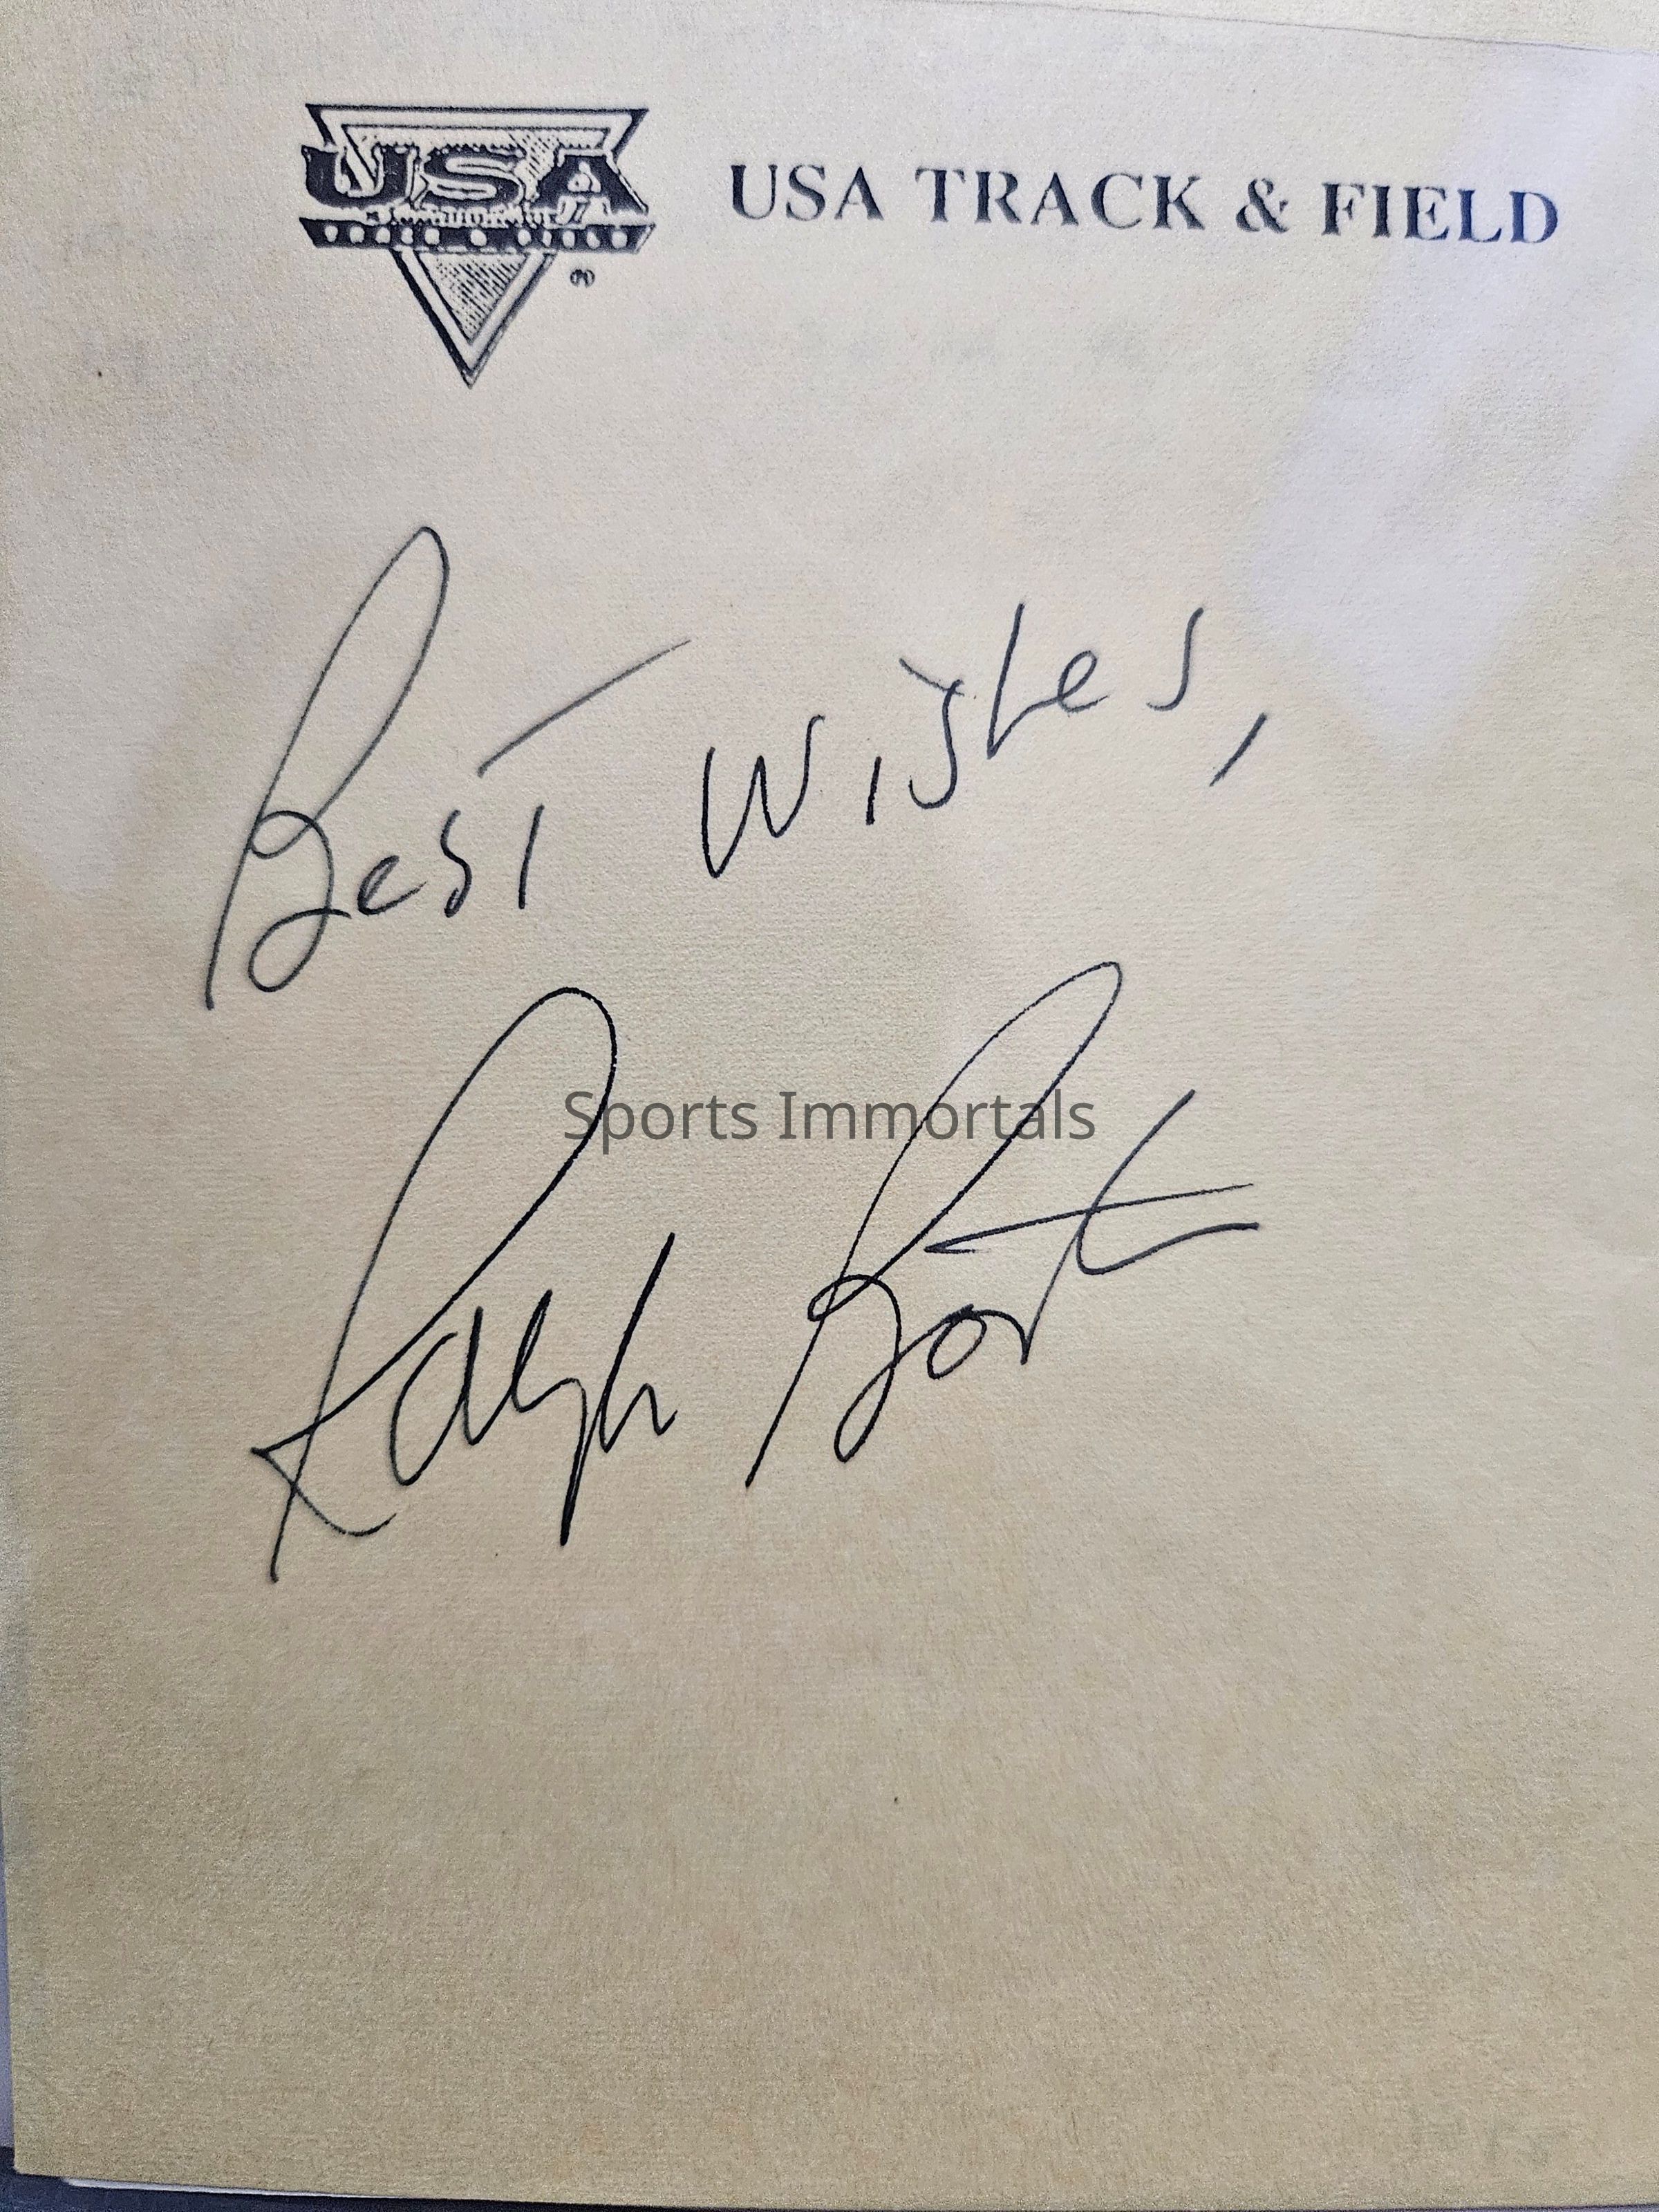 USA
USA TRACK & FIELD
Best Wishes,
Ralph Boston
Sports Immortals